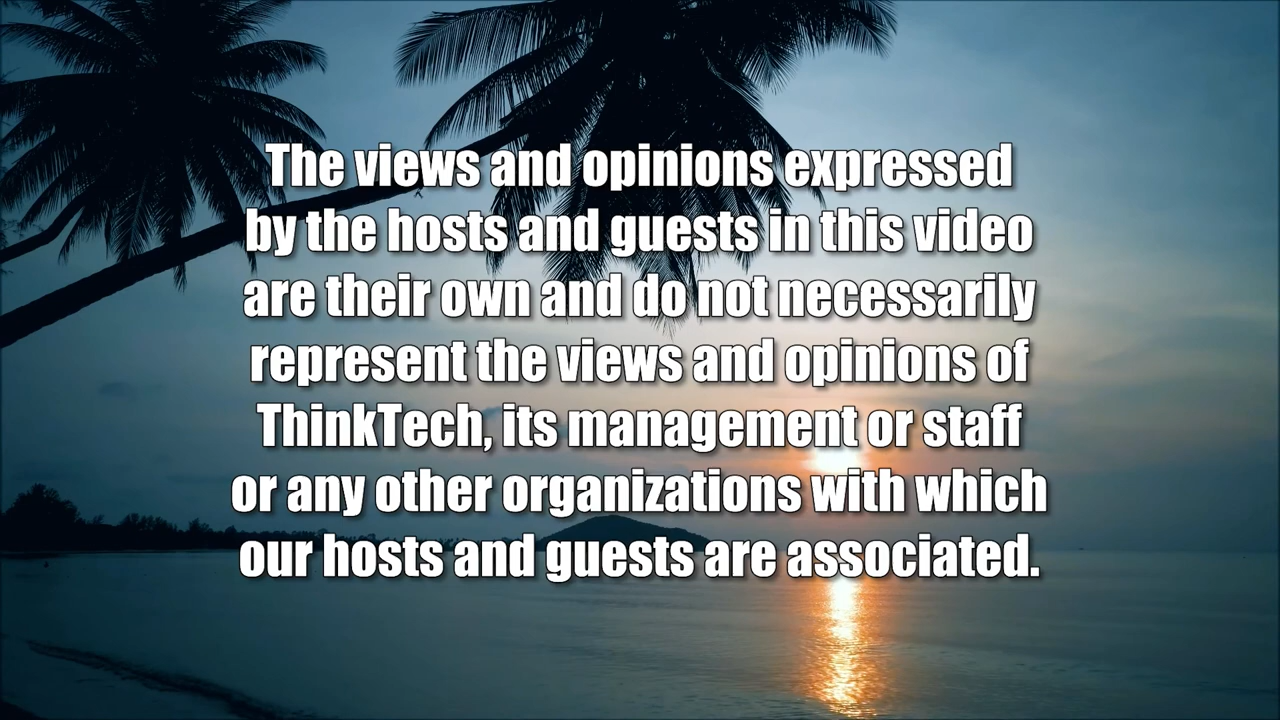 The views and opinions expressed
by the hosts and guests in this video
are their own and do not necessarily
represent the views and opinions of
ThinkTech, its management or staff
or any other organizations with which
our hosts and guests are associated.